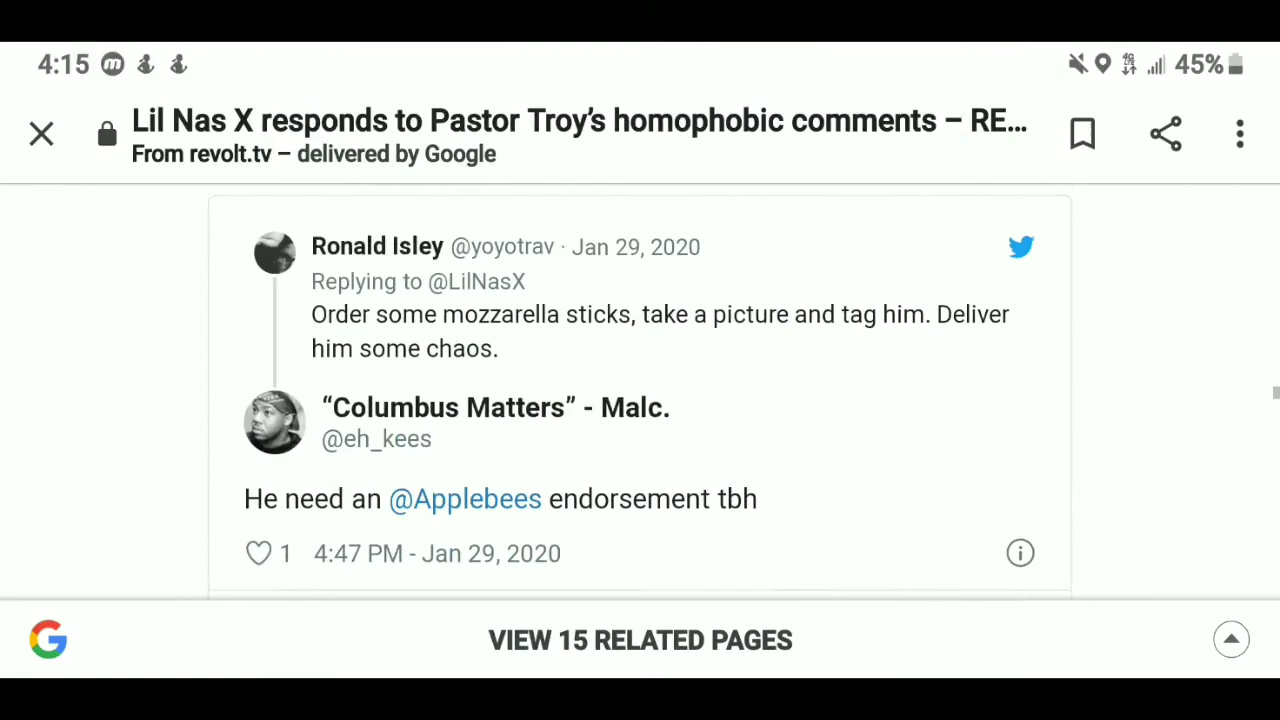 4:15
45%
Lil Nas X responds to Pastor Troy's homophobic comments – RE...
From revolt.tv – delivered by Google
Ronald Isley @yoyotrav · Jan 29, 2020
Replying to @LilNasX
Order some mozzarella sticks, take a picture and tag him. Deliver
him some chaos.
“Columbus Matters” - Malc.
@eh_kees
He need an @Applebees endorsement tbh
1 4:47 PM - Jan 29, 2020
VIEW 15 RELATED PAGES